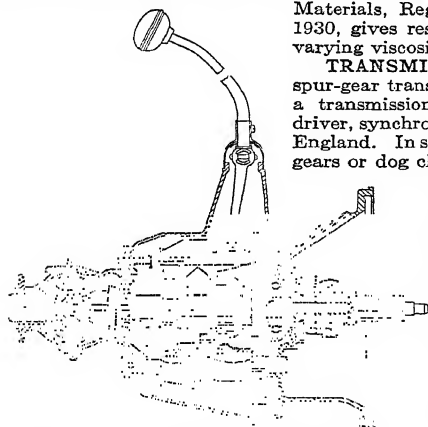 Materials, Reg
1930, gives res
varying viscosi
TRANSMI
spur-gear trans
a transmission
driver, synchro
England. In s
gears or dog cl